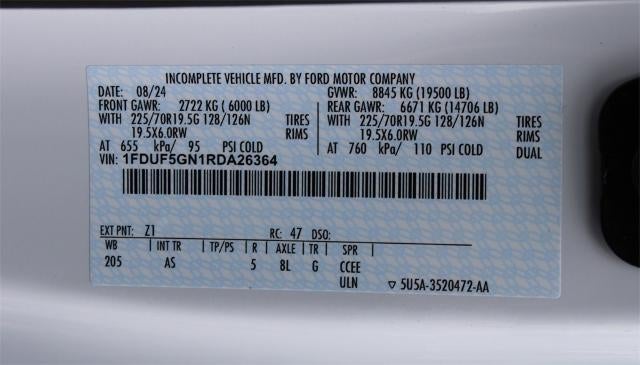 INCOMPLETE VEHICLE MFD. BY FORD MOTOR COMPANY
DATE: 08/24 GVWR: 8845 KG (19500 LB)
FRONT GAWR: 2722 KG (6000 LB) REAR GAWR: 6671 KG (14706 LB)
WITH 225/70R19.5G 128/126N TIRES WITH 225/70R19.5G 128/126N TIRES
19.5X6.0RW RIMS 19.5X6.0RW RIMS
AT 655 kPa/ 95 PSI COLD AT 760 kPa/ 110 PSI COLD DUAL
VIN: 1FDUF5GN1RDA26364
EXT PNT: Z1 RC: 47 DSO:
WB INT TR TP/PS R AXLE TR SPR
205 AS 5 8L G CCEE
ULN ▽ 5U5A-3520472-AA